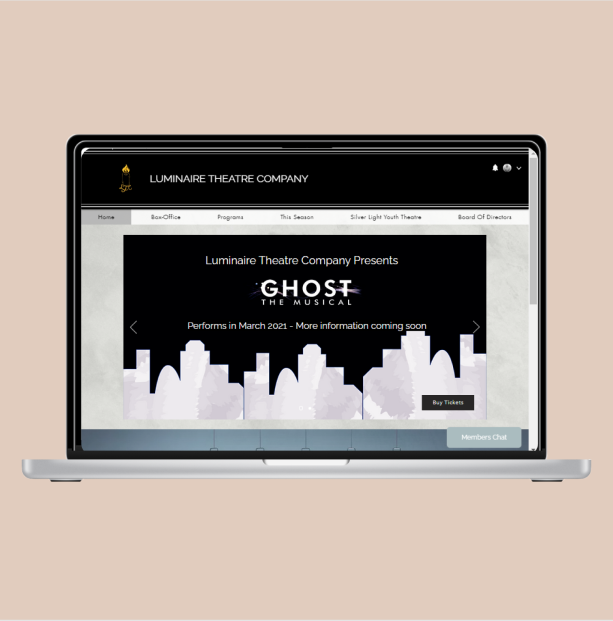 LUMINAIRE THEATRE COMPANY
Home
Box-Office
Programs
This Season
Silver Light Youth Theatre
Board Of Directors
Luminaire Theatre Company Presents
GHOST
THE MUSICAL
Performs in March 2021 - More information coming soon
Buy Tickets
Members Chat